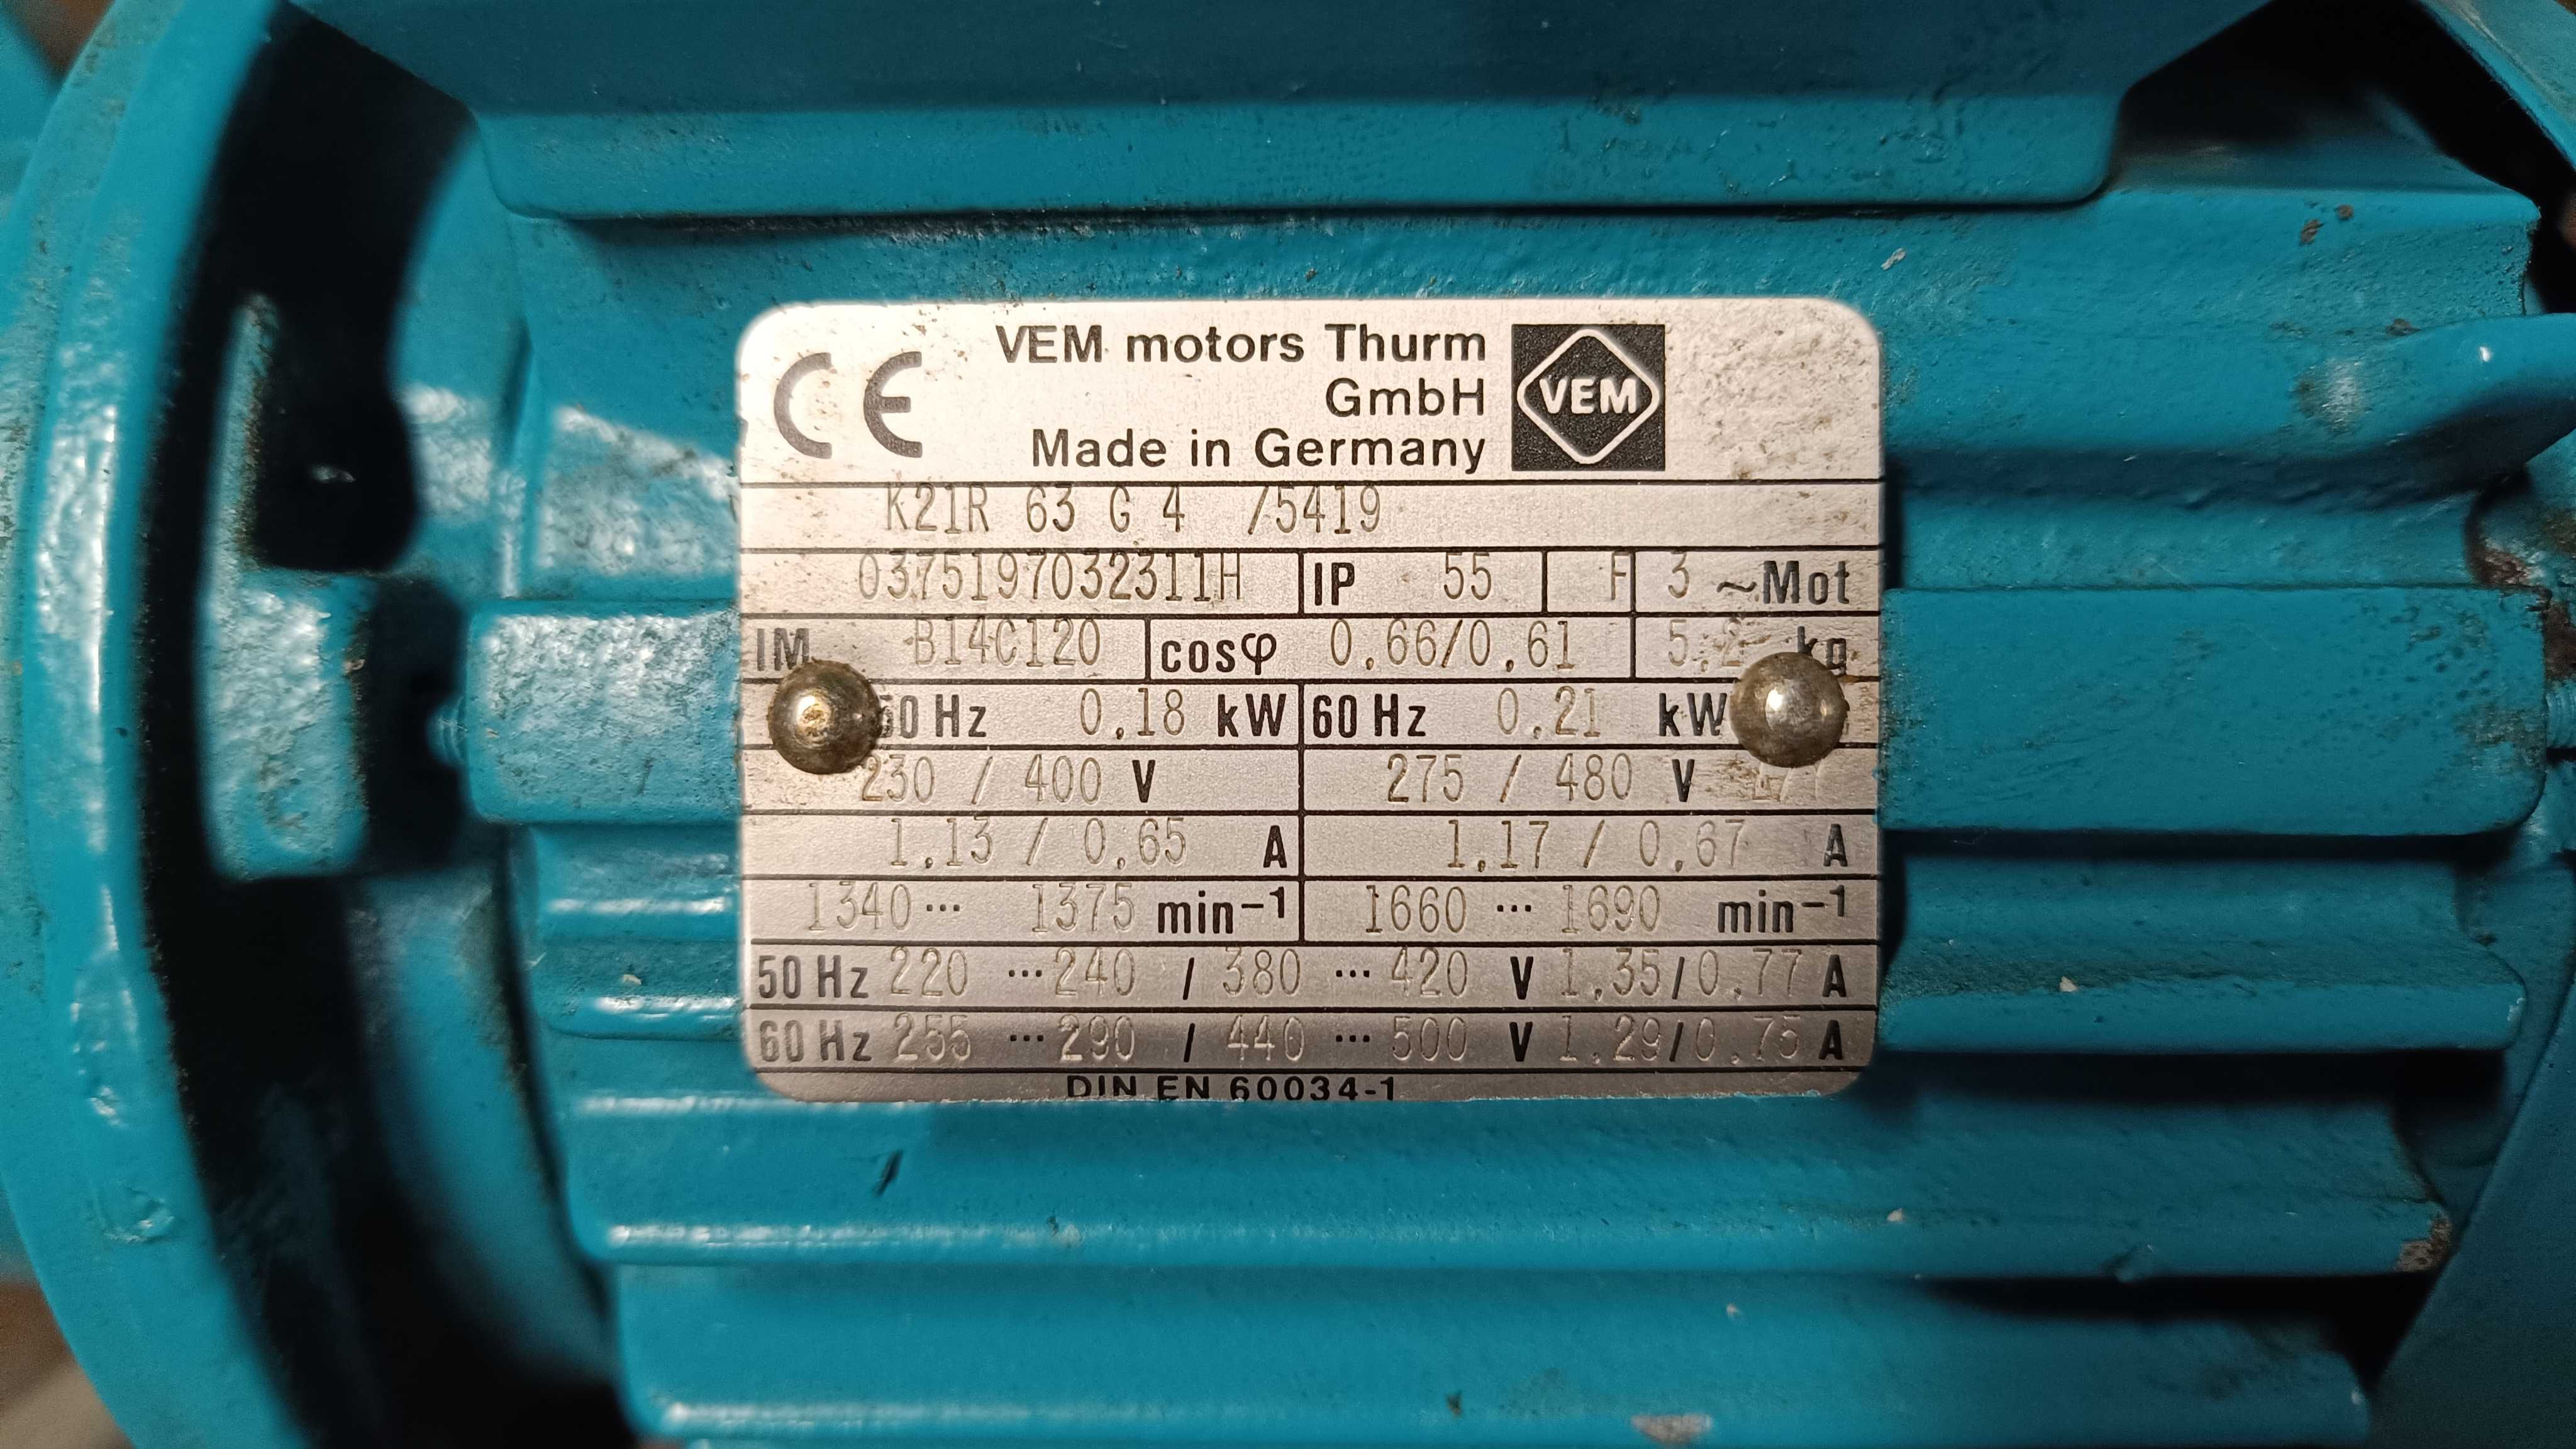 CE VEM motors Thurm
GmbH
VEM
Made in Germany
K21R 63 G 4 /5419
0375197032311H IP 55 F 3 ~Mot
IM B14C120 cosφ 0,66/0,61 kg
Hz 0,18 kW 60 Hz 0,21 kW
230 / 400 V 275 / 480 V
1,13 / 0,65 A 1,17 / 0,67 A
1340 ... 1375 min-1 1660 ... 1690 min-1
50 Hz 220 ... 240 / 380 ... 420 V 1,35/0,77 A
60 Hz 255 ... 290 / 440 ... 500 V 1,29/0,75 A
DIN EN 60034-1